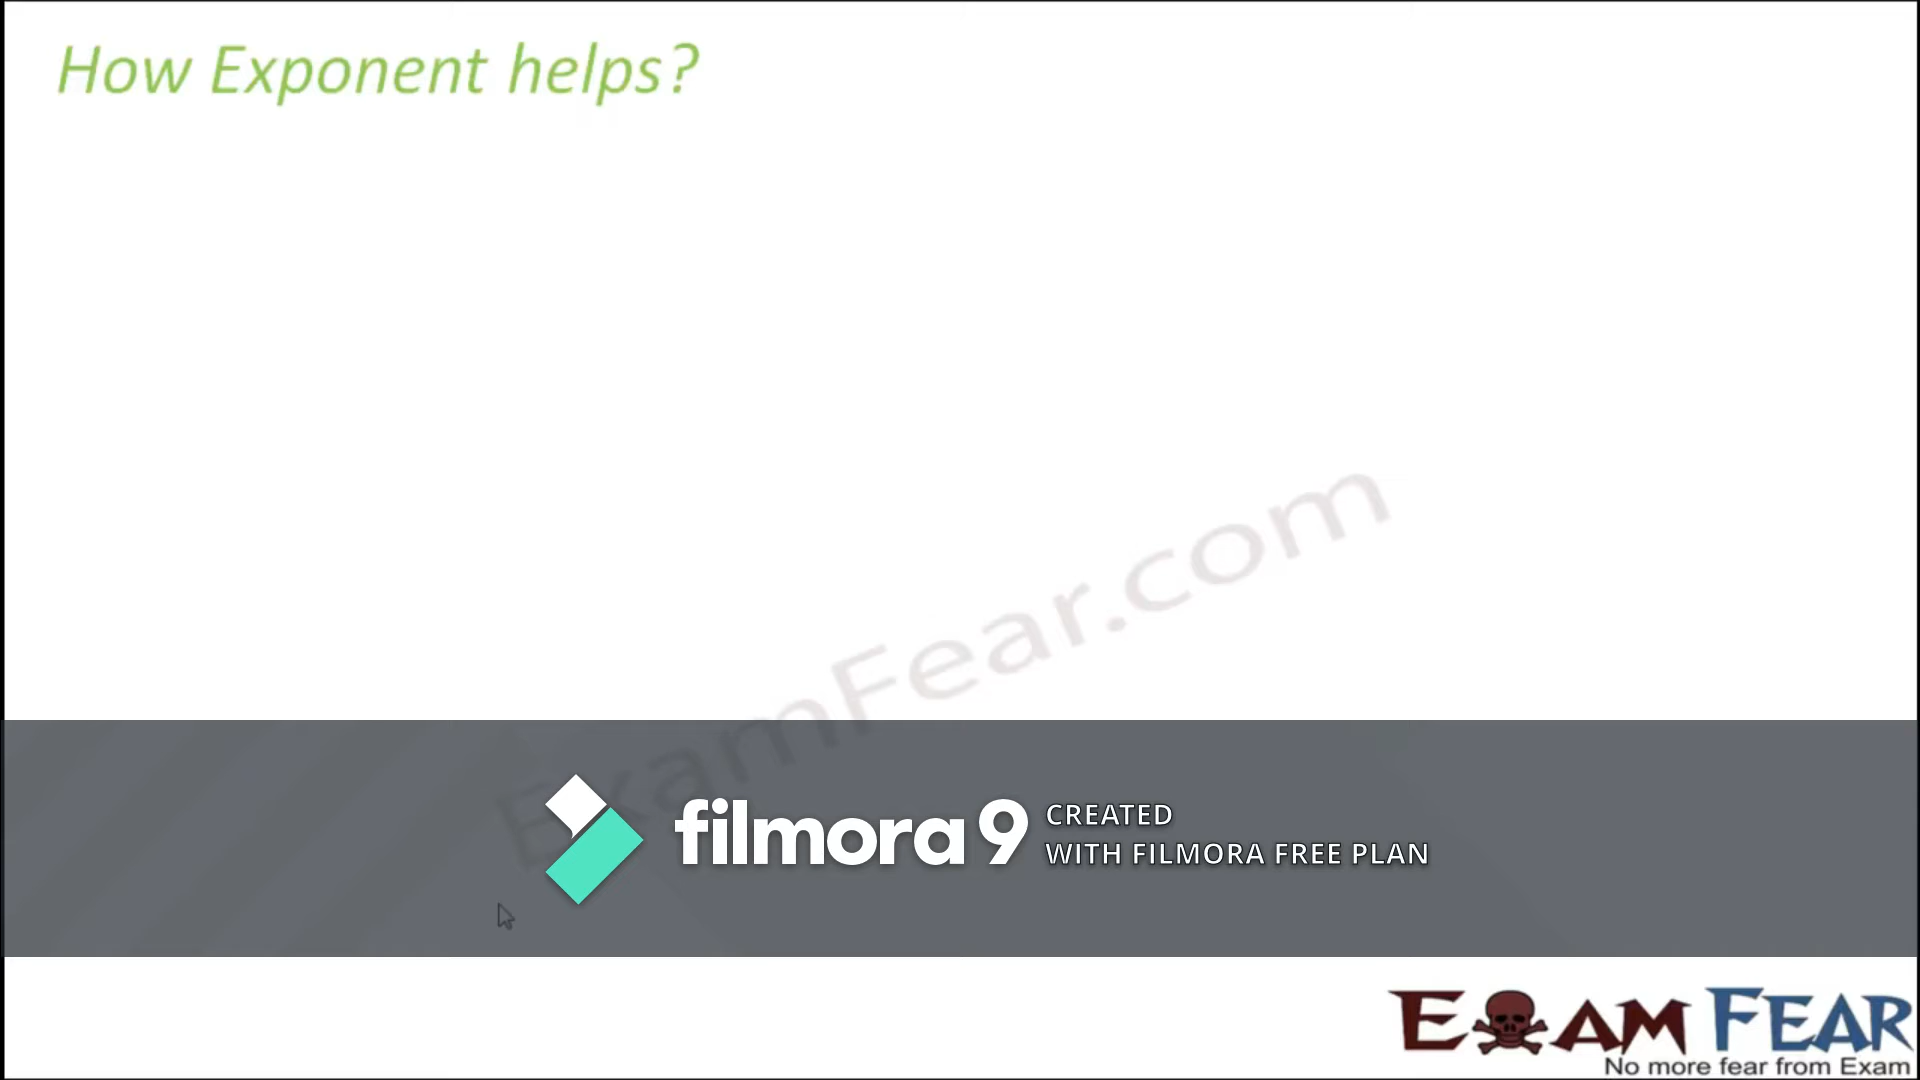 How Exponent helps?
ExamFear.com
filmora 9
CREATED
WITH FILMORA FREE PLAN
EXAM FEAR
No more fear from Exam